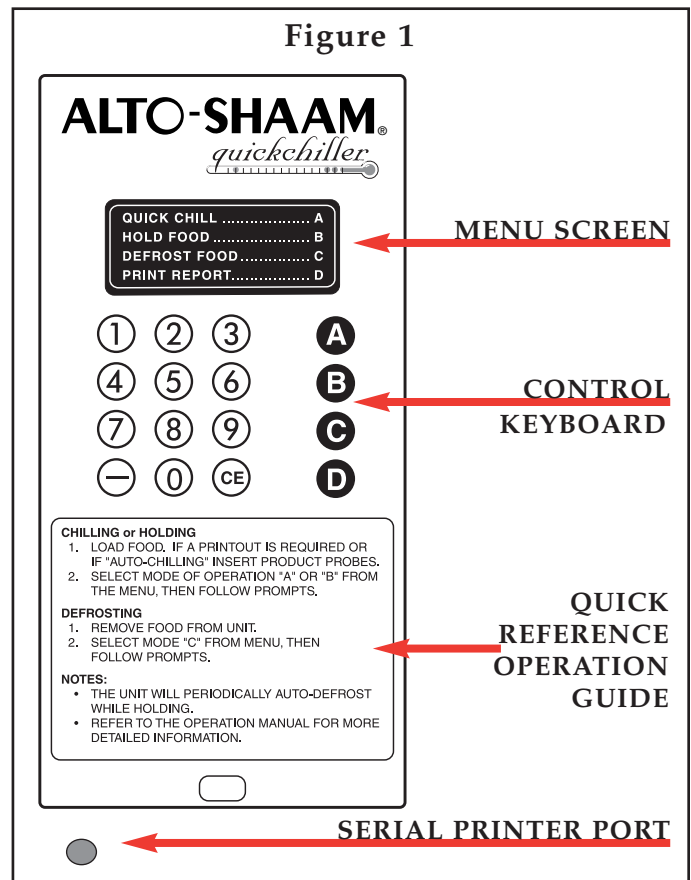 Figure 1
ALTO-SHAAM®
quickchiller
QUICK CHILL ................... A
HOLD FOOD ..................... B
DEFROST FOOD .............. C
PRINT REPORT ................ D
MENU SCREEN
1 2 3 A
4 5 6 B
7 8 9 C
— 0 CE D
CONTROL
KEYBOARD
CHILLING or HOLDING
1. LOAD FOOD. IF A PRINTOUT IS REQUIRED OR
IF "AUTO-CHILLING" INSERT PRODUCT PROBES.
2. SELECT MODE OF OPERATION "A" OR "B" FROM
THE MENU, THEN FOLLOW PROMPTS.
DEFROSTING
1. REMOVE FOOD FROM UNIT.
2. SELECT MODE "C" FROM MENU, THEN
FOLLOW PROMPTS.
NOTES:
• THE UNIT WILL PERIODICALLY AUTO-DEFROST
WHILE HOLDING.
• REFER TO THE OPERATION MANUAL FOR MORE
DETAILED INFORMATION.
QUICK
REFERENCE
OPERATION
GUIDE
SERIAL PRINTER PORT